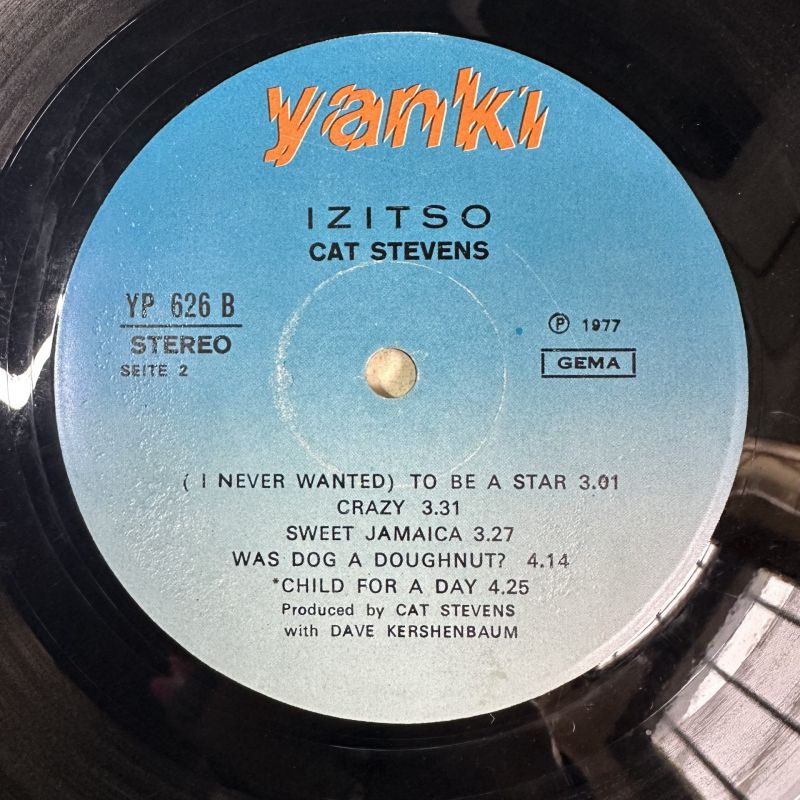 yanki
IZITSO
CAT STEVENS
YP 626 B
STEREO
SEITE 2
℗ 1977
GEMA
( I NEVER WANTED) TO BE A STAR 3.01
CRAZY 3.31
SWEET JAMAICA 3.27
WAS DOG A DOUGHNUT? 4.14
*CHILD FOR A DAY 4.25
Produced by CAT STEVENS
with DAVE KERSHENBAUM